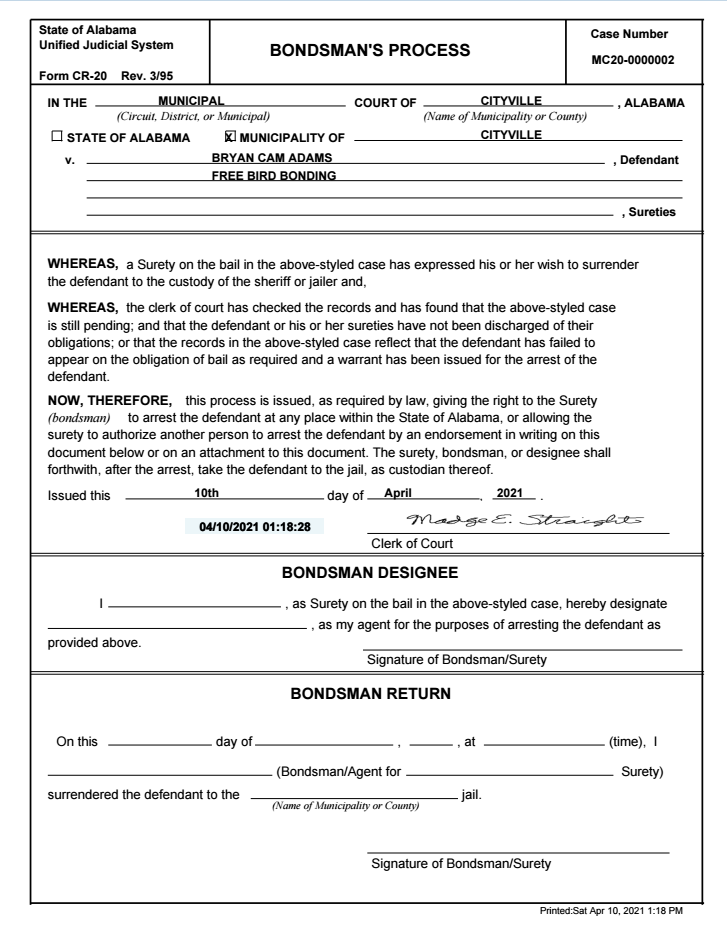 State of Alabama
Unified Judicial System
Form CR-20 Rev. 3/95
BONDSMAN'S PROCESS
Case Number
MC20-0000002
IN THE MUNICIPAL COURT OF CITYVILLE , ALABAMA
(Circuit, District, or Municipal) (Name of Municipality or County)
☐ STATE OF ALABAMA ☒ MUNICIPALITY OF CITYVILLE
v. BRYAN CAM ADAMS , Defendant
FREE BIRD BONDING
, Sureties
WHEREAS, a Surety on the bail in the above-styled case has expressed his or her wish to surrender
the defendant to the custody of the sheriff or jailer and,
WHEREAS, the clerk of court has checked the records and has found that the above-styled case
is still pending; and that the defendant or his or her sureties have not been discharged of their
obligations; or that the records in the above-styled case reflect that the defendant has failed to
appear on the obligation of bail as required and a warrant has been issued for the arrest of the
defendant.
NOW, THEREFORE, this process is issued, as required by law, giving the right to the Surety
(bondsman) to arrest the defendant at any place within the State of Alabama, or allowing the
surety to authorize another person to arrest the defendant by an endorsement in writing on this
document below or on an attachment to this document. The surety, bondsman, or designee shall
forthwith, after the arrest, take the defendant to the jail, as custodian thereof.
Issued this 10th day of April , 2021 .
04/10/2021 01:18:28 Madge E. Straights
Clerk of Court
BONDSMAN DESIGNEE
I , as Surety on the bail in the above-styled case, hereby designate
, as my agent for the purposes of arresting the defendant as
provided above.
Signature of Bondsman/Surety
BONDSMAN RETURN
On this day of , , at (time), I
(Bondsman/Agent for Surety)
surrendered the defendant to the jail.
(Name of Municipality or County)
Signature of Bondsman/Surety
Printed:Sat Apr 10, 2021 1:18 PM